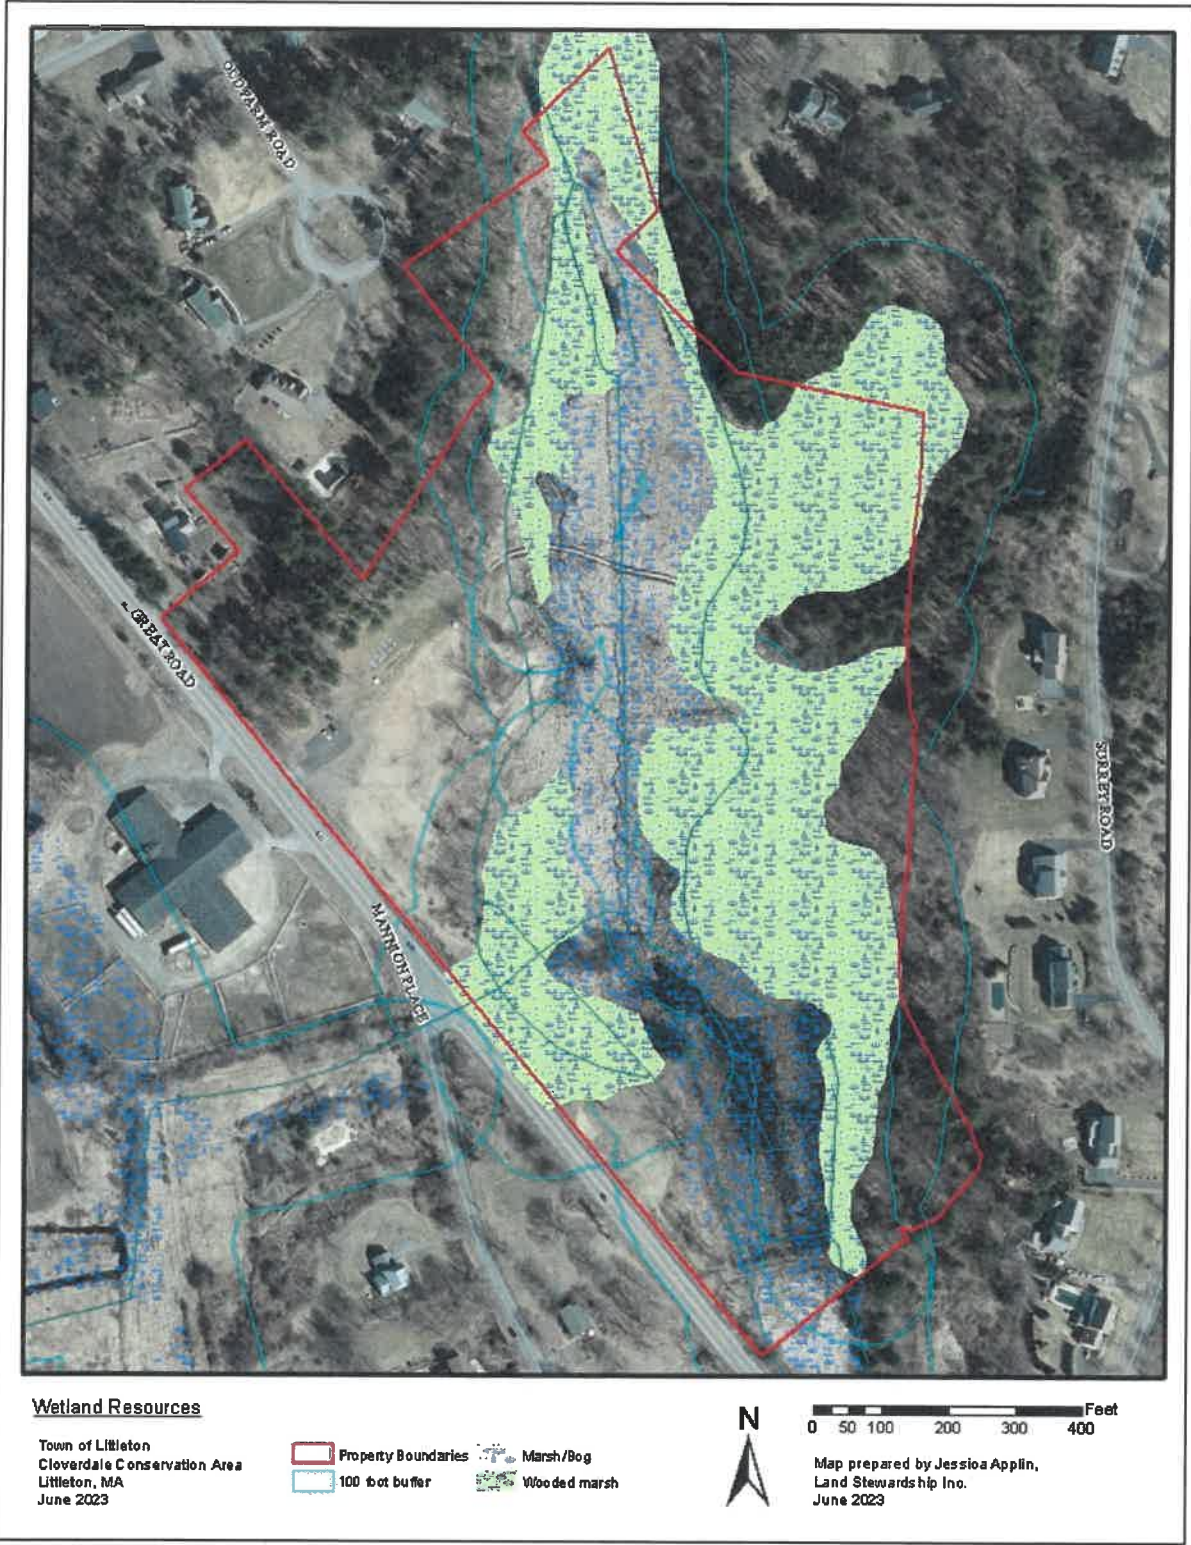 OLD FARM ROAD
GREAT ROAD
MANNION PLACE
SURREY ROAD
Wetland Resources
Town of Littleton
Cloverdale Conservation Area
Littleton, MA
June 2023
Property Boundaries
100 foot buffer
Marsh/Bog
Wooded marsh
N
Feet
0 50 100 200 300 400
Map prepared by Jessica Applin,
Land Stewardship Inc.
June 2023